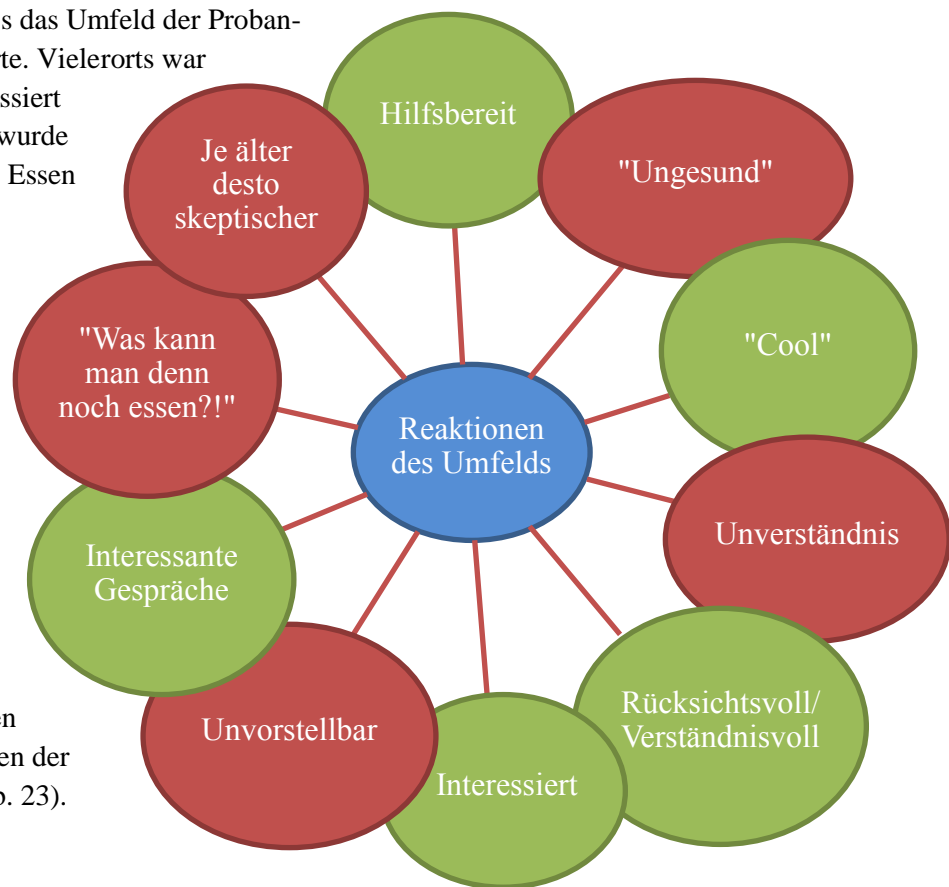 s das Umfeld der Proban-
rte. Vielerorts war
ssiert
wurde
Essen
Hilfsbereit
"Ungesund"
"Cool"
Unverständnis
Rücksichtsvoll/
Verständnisvoll
Interessiert
Unvorstellbar
Interessante
Gespräche
"Was kann
man denn
noch essen?!"
Je älter
desto
skeptischer
Reaktionen
des Umfelds
en
en der
b. 23).